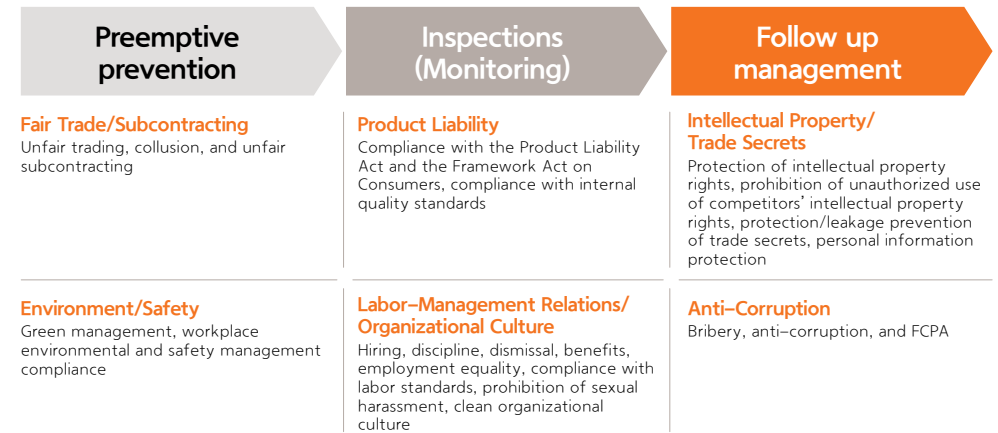 Preemptive
prevention
Inspections
(Monitoring)
Follow up
management
Fair Trade/Subcontracting
Unfair trading, collusion, and unfair
subcontracting
Product Liability
Compliance with the Product Liability
Act and the Framework Act on
Consumers, compliance with internal
quality standards
Intellectual Property/
Trade Secrets
Protection of intellectual property
rights, prohibition of unauthorized use
of competitors’ intellectual property
rights, protection/leakage prevention
of trade secrets, personal information
protection
Environment/Safety
Green management, workplace
environmental and safety management
compliance
Labor-Management Relations/
Organizational Culture
Hiring, discipline, dismissal, benefits,
employment equality, compliance with
labor standards, prohibition of sexual
harassment, clean organizational
culture
Anti-Corruption
Bribery, anti-corruption, and FCPA